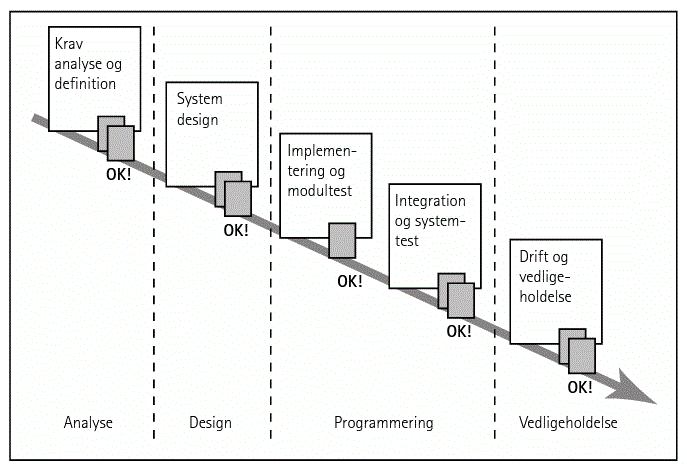 Krav
analyse og
definition
OK!
System
design
OK!
Implemen-
tering og
modultest
OK!
Integration
og system-
test
OK!
Drift og
vedlige-
holdelse
OK!
Analyse
Design
Programmering
Vedligeholdelse